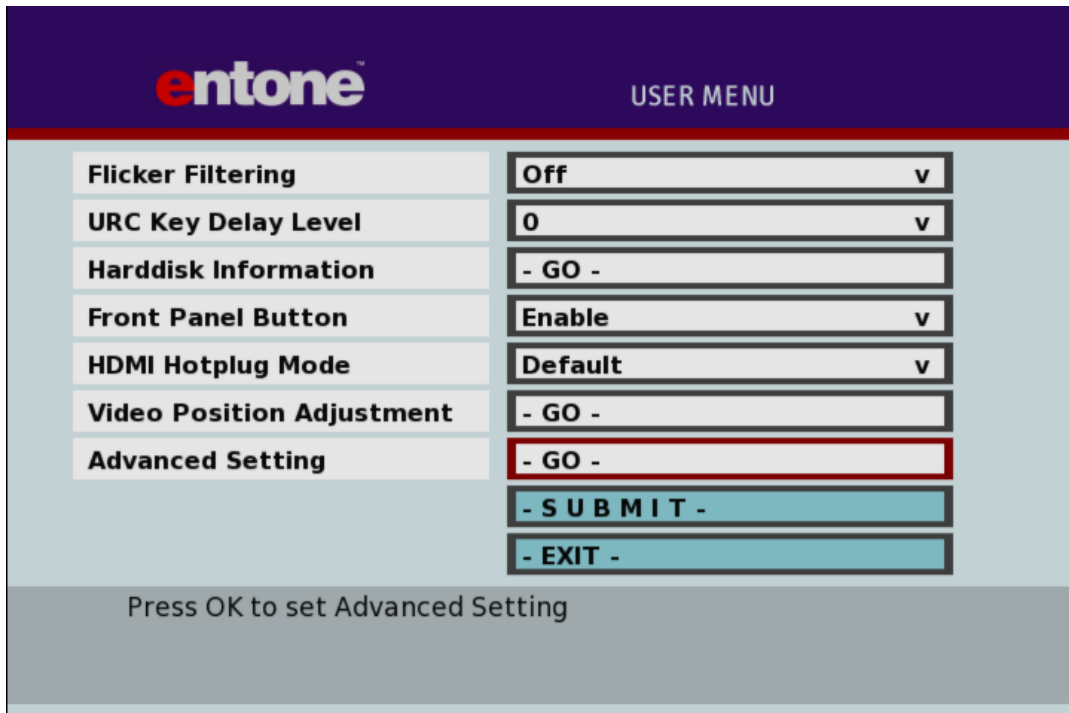 entone™
USER MENU
Flicker Filtering Off v
URC Key Delay Level 0 v
Harddisk Information - GO -
Front Panel Button Enable v
HDMI Hotplug Mode Default v
Video Position Adjustment - GO -
Advanced Setting - GO -
- S U B M I T -
- EXIT -
Press OK to set Advanced Setting